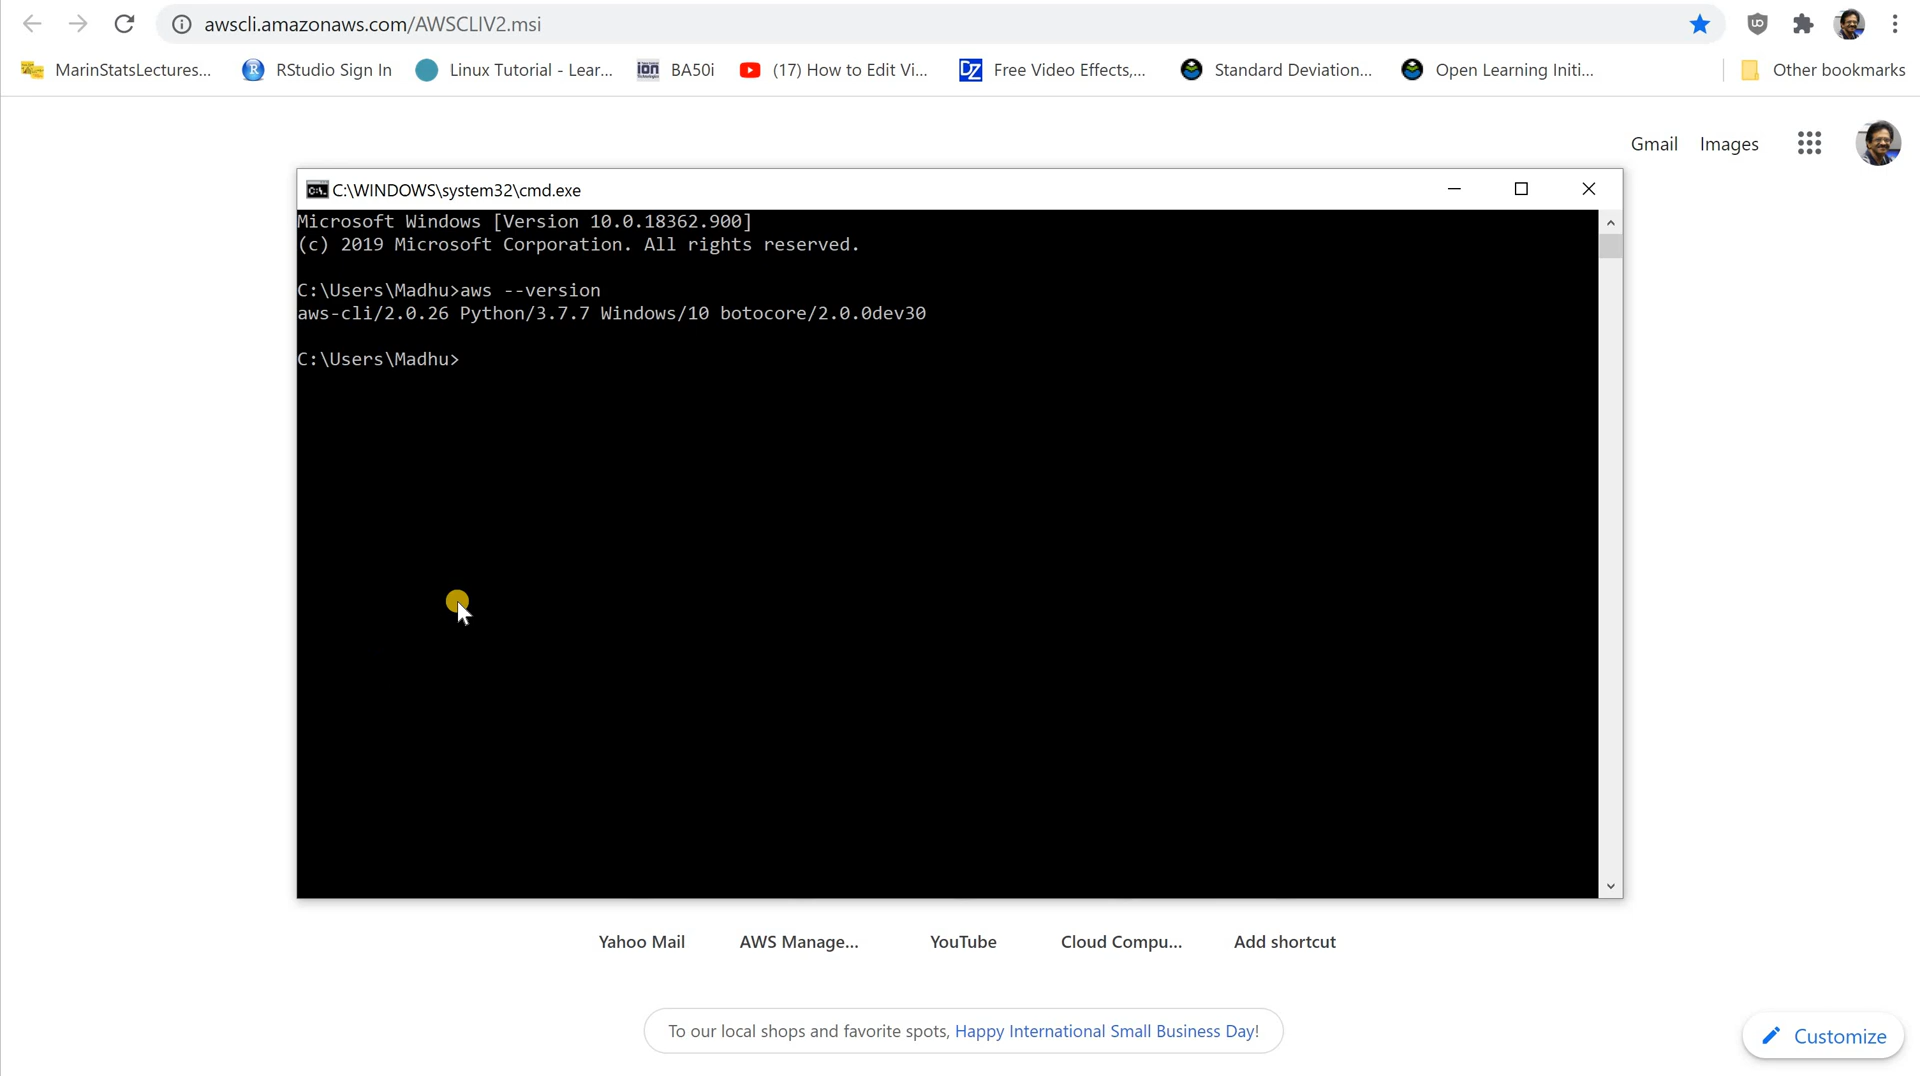 awscli.amazonaws.com/AWSCLIV2.msi
MarinStatsLectures...
RStudio Sign In
Linux Tutorial - Lear...
ion BA50i
(17) How to Edit Vi...
DZ Free Video Effects,...
Standard Deviation...
Open Learning Initi...
Other bookmarks
Gmail Images
C:\WINDOWS\system32\cmd.exe
Microsoft Windows [Version 10.0.18362.900]
(c) 2019 Microsoft Corporation. All rights reserved.
C:\Users\Madhu>aws --version
aws-cli/2.0.26 Python/3.7.7 Windows/10 botocore/2.0.0dev30
C:\Users\Madhu>
Yahoo Mail
AWS Manage...
YouTube
Cloud Compu...
Add shortcut
To our local shops and favorite spots, Happy International Small Business Day!
Customize